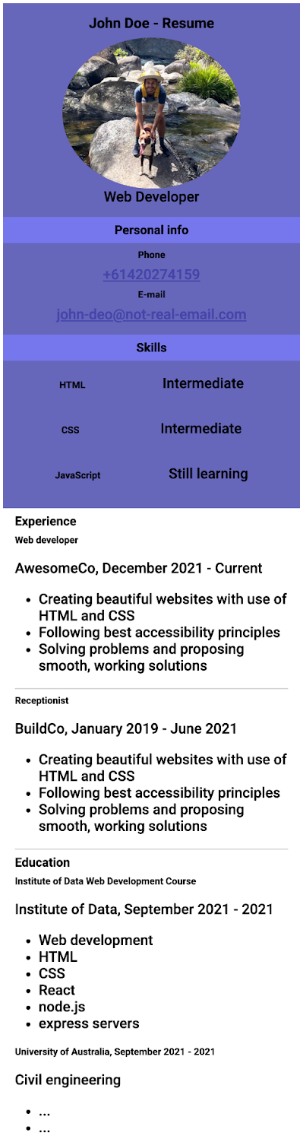 John Doe - Resume
Web Developer
Personal info
Phone
+61420274159
E-mail
john-deo@not-real-email.com
Skills
HTML Intermediate
CSS Intermediate
JavaScript Still learning
Experience
Web developer
AwesomeCo, December 2021 - Current
• Creating beautiful websites with use of
HTML and CSS
• Following best accessibility principles
• Solving problems and proposing
smooth, working solutions
Receptionist
BuildCo, January 2019 - June 2021
• Creating beautiful websites with use of
HTML and CSS
• Following best accessibility principles
• Solving problems and proposing
smooth, working solutions
Education
Institute of Data Web Development Course
Institute of Data, September 2021 - 2021
• Web development
• HTML
• CSS
• React
• node.js
• express servers
University of Australia, September 2021 - 2021
Civil engineering
• ...
• ...